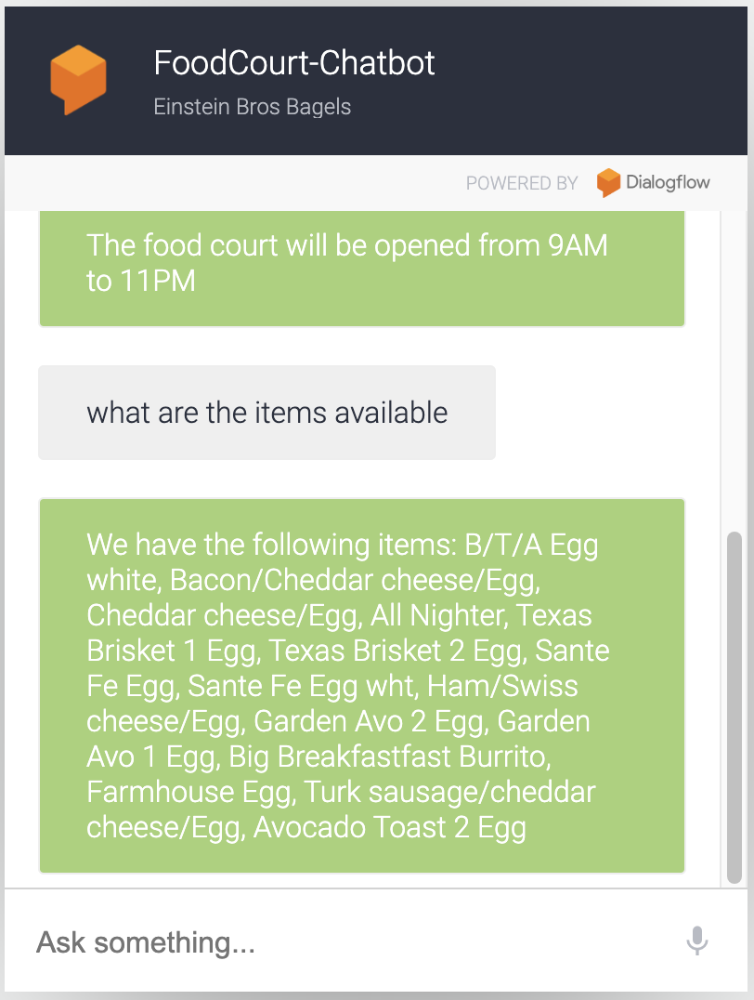 FoodCourt-Chatbot
Einstein Bros Bagels
POWERED BY Dialogflow
The food court will be opened from 9AM
to 11PM
what are the items available
We have the following items: B/T/A Egg
white, Bacon/Cheddar cheese/Egg,
Cheddar cheese/Egg, All Nighter, Texas
Brisket 1 Egg, Texas Brisket 2 Egg, Sante
Fe Egg, Sante Fe Egg wht, Ham/Swiss
cheese/Egg, Garden Avo 2 Egg, Garden
Avo 1 Egg, Big Breakfastfast Burrito,
Farmhouse Egg, Turk sausage/cheddar
cheese/Egg, Avocado Toast 2 Egg
Ask something...